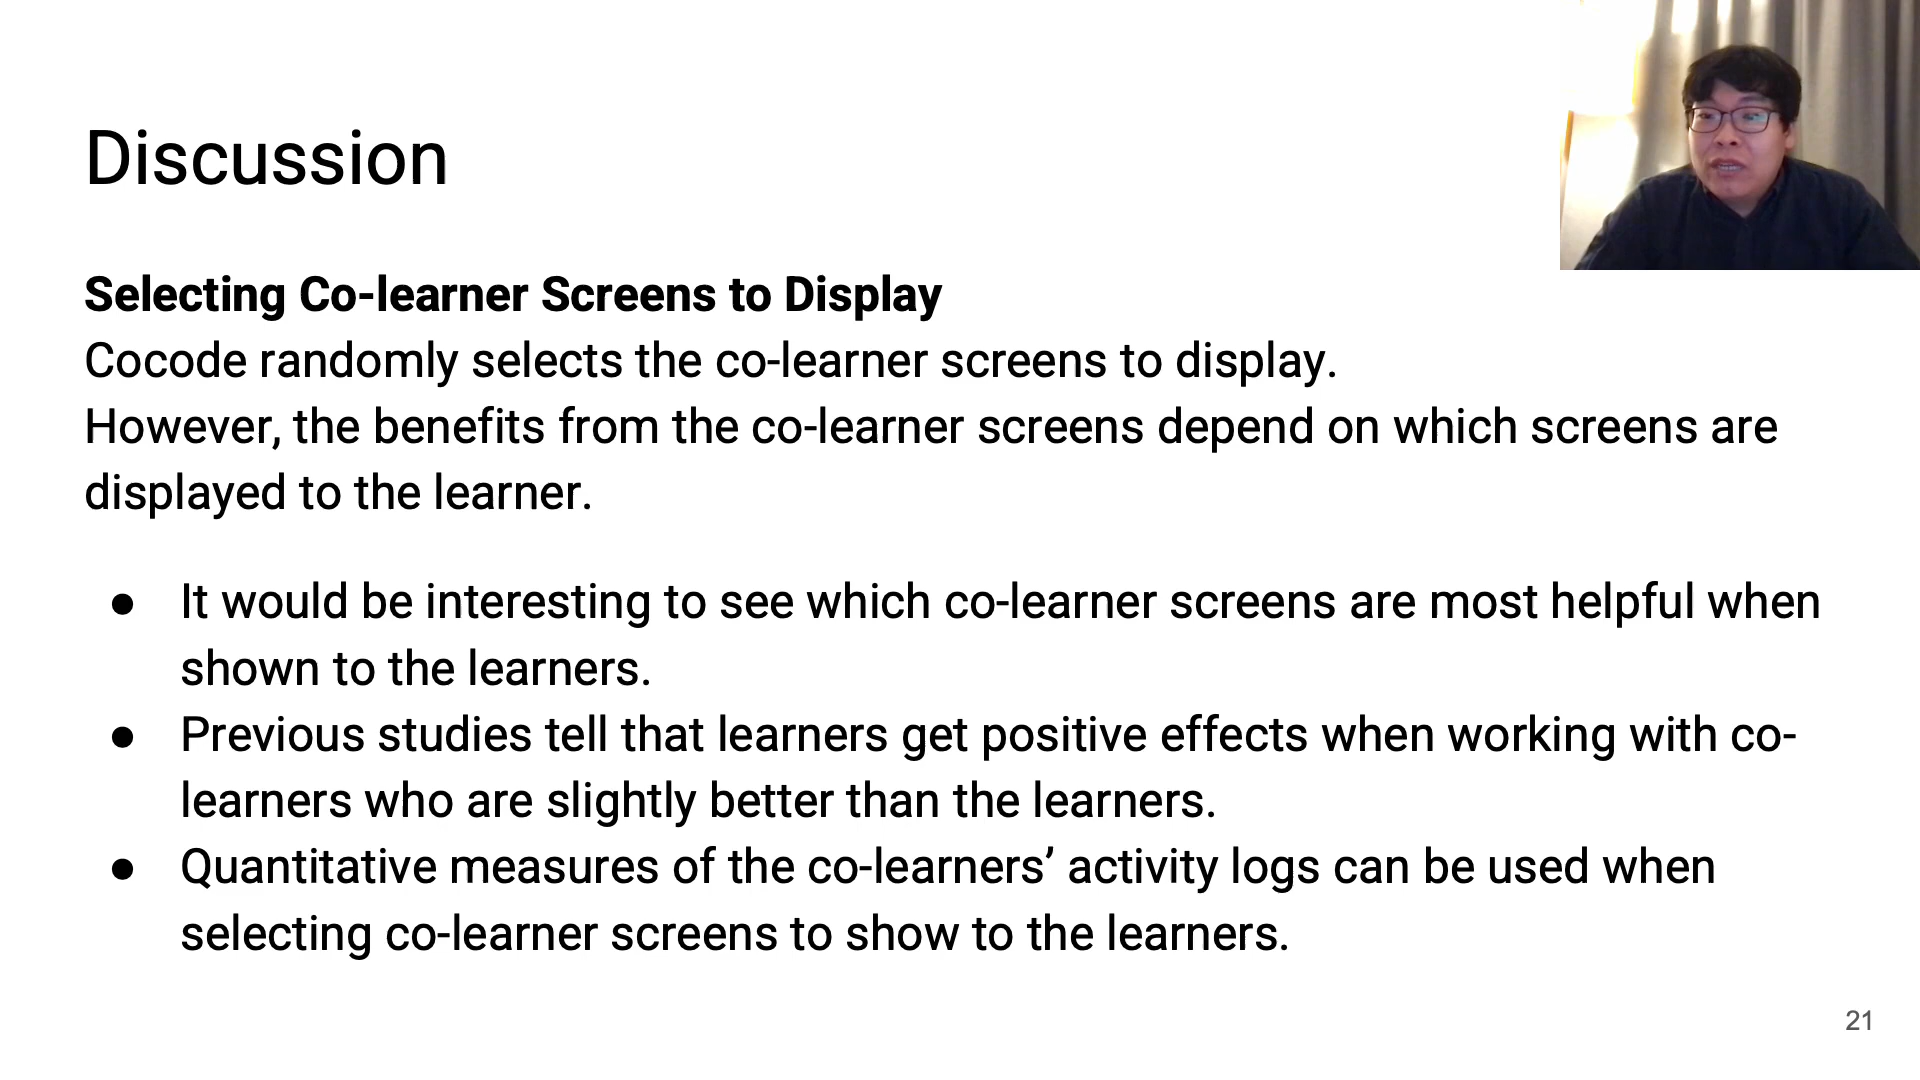 Discussion
Selecting Co-learner Screens to Display
Cocode randomly selects the co-learner screens to display.
However, the benefits from the co-learner screens depend on which screens are
displayed to the learner.
● It would be interesting to see which co-learner screens are most helpful when
shown to the learners.
● Previous studies tell that learners get positive effects when working with co-
learners who are slightly better than the learners.
● Quantitative measures of the co-learners’ activity logs can be used when
selecting co-learner screens to show to the learners.
21